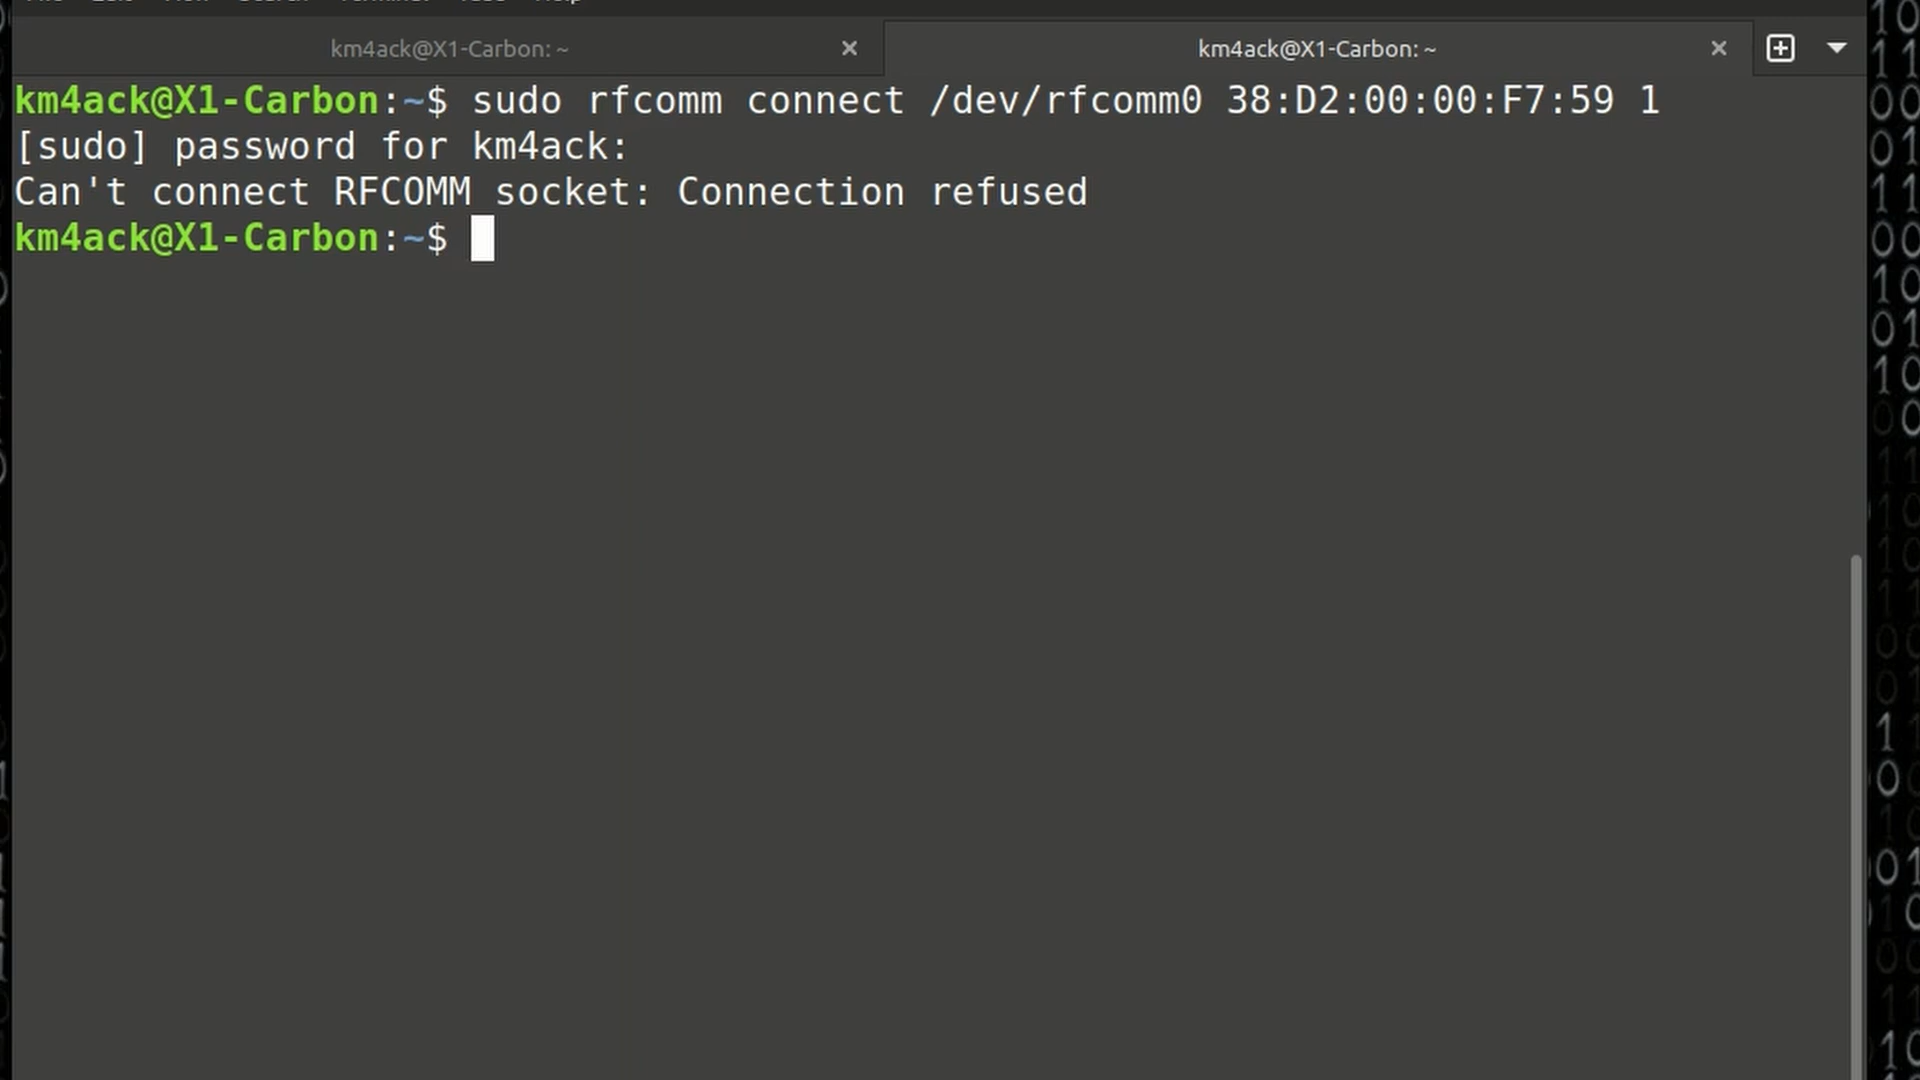 km4ack@X1-Carbon: ~ × km4ack@X1-Carbon: ~ ×
km4ack@X1-Carbon:~$ sudo rfcomm connect /dev/rfcomm0 38:D2:00:00:F7:59 1
[sudo] password for km4ack:
Can't connect RFCOMM socket: Connection refused
km4ack@X1-Carbon:~$